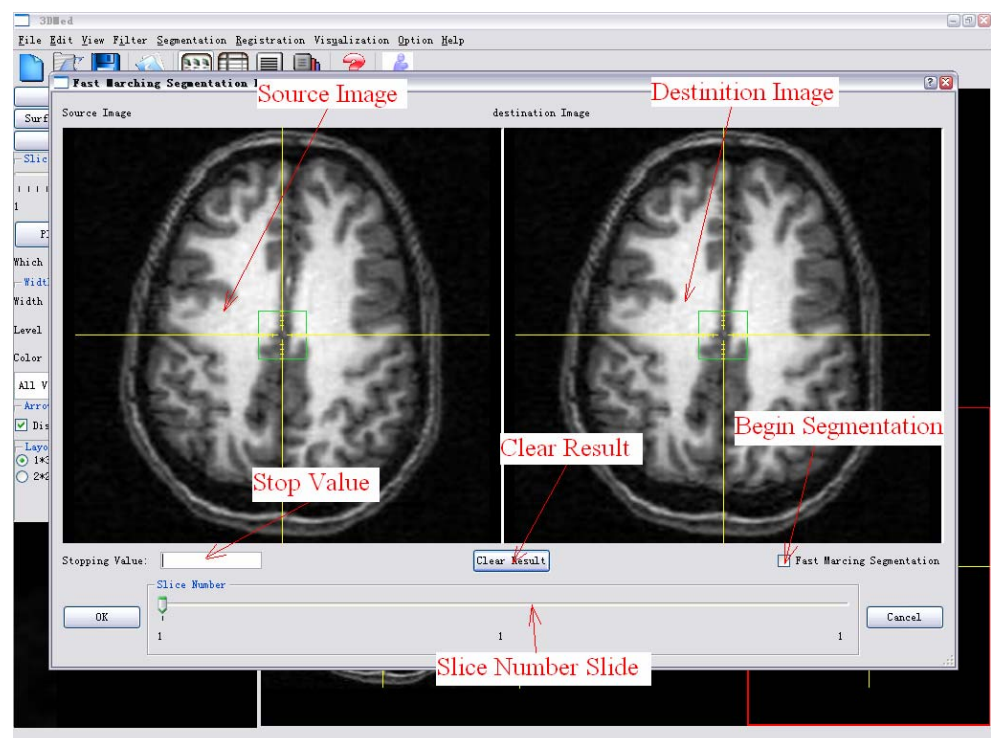 3DMed
File Edit View Filter Segmentation Registration Visualization Option Help
Fast Marching Segmentation
Source Image
Destinition Image
Source Image
destination Image
Surf
Slic
1
Pl
Which
Widt
Width
Level
Color
All V
Arro
Dis
Layo
1*3
2*2
Begin Segmentation
Clear Result
Stop Value
Stopping Value:
Clear Result
Fast Marcing Segmentation
Slice Number
OK
Cancel
1 1 1
Slice Number Slide